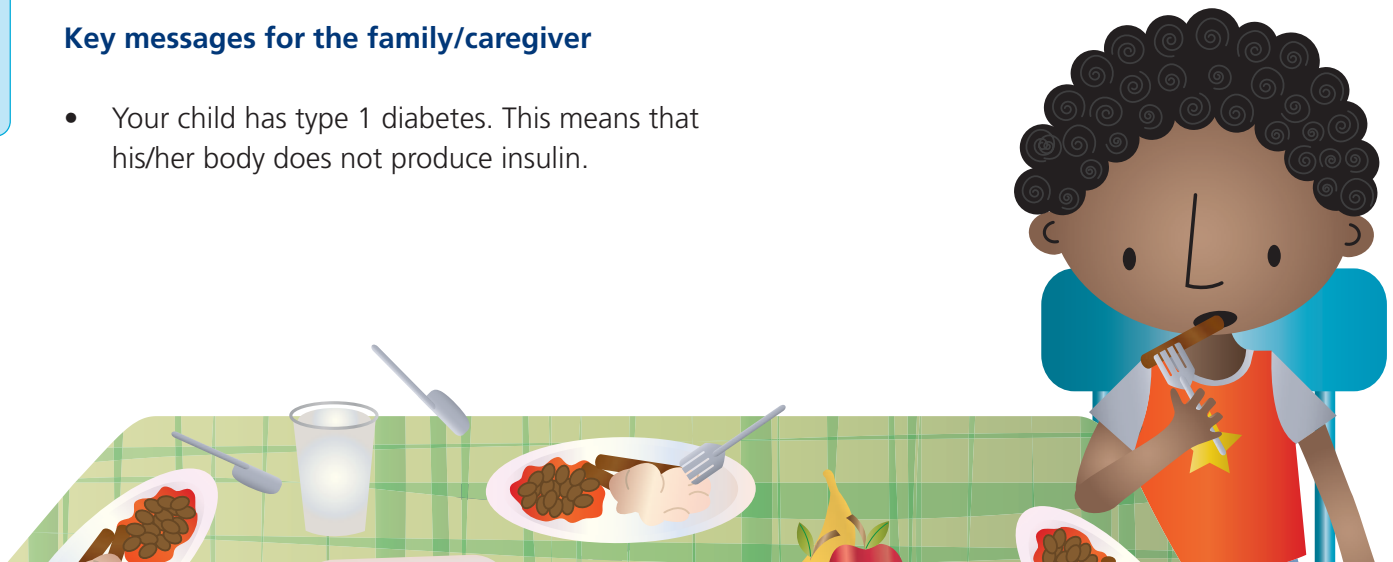 Key messages for the family/caregiver
• Your child has type 1 diabetes. This means that
his/her body does not produce insulin.